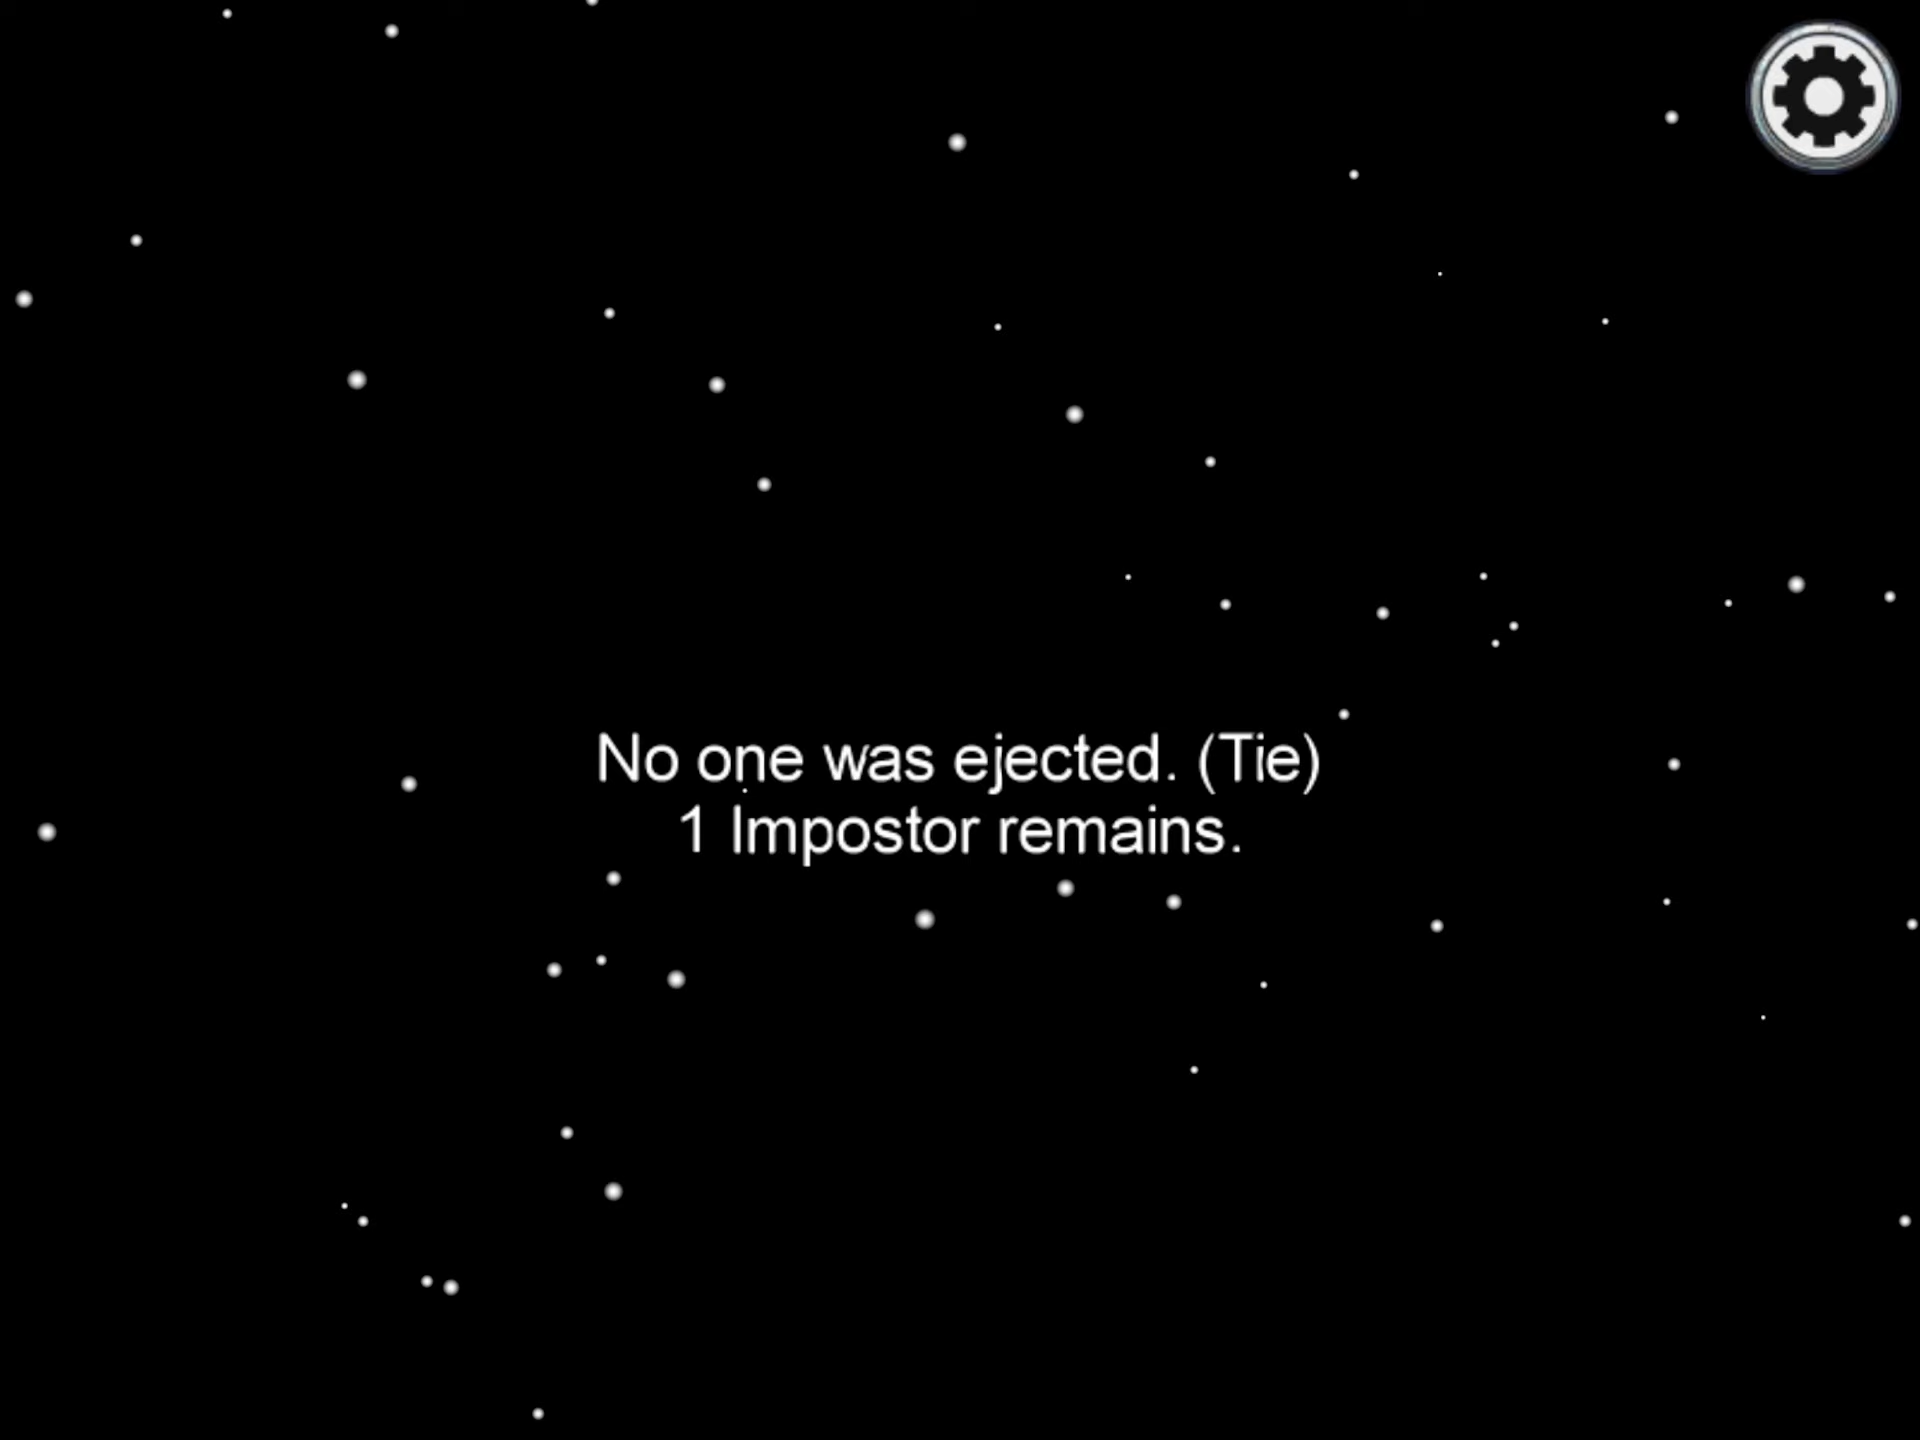 No one was ejected. (Tie)
1 Impostor remains.